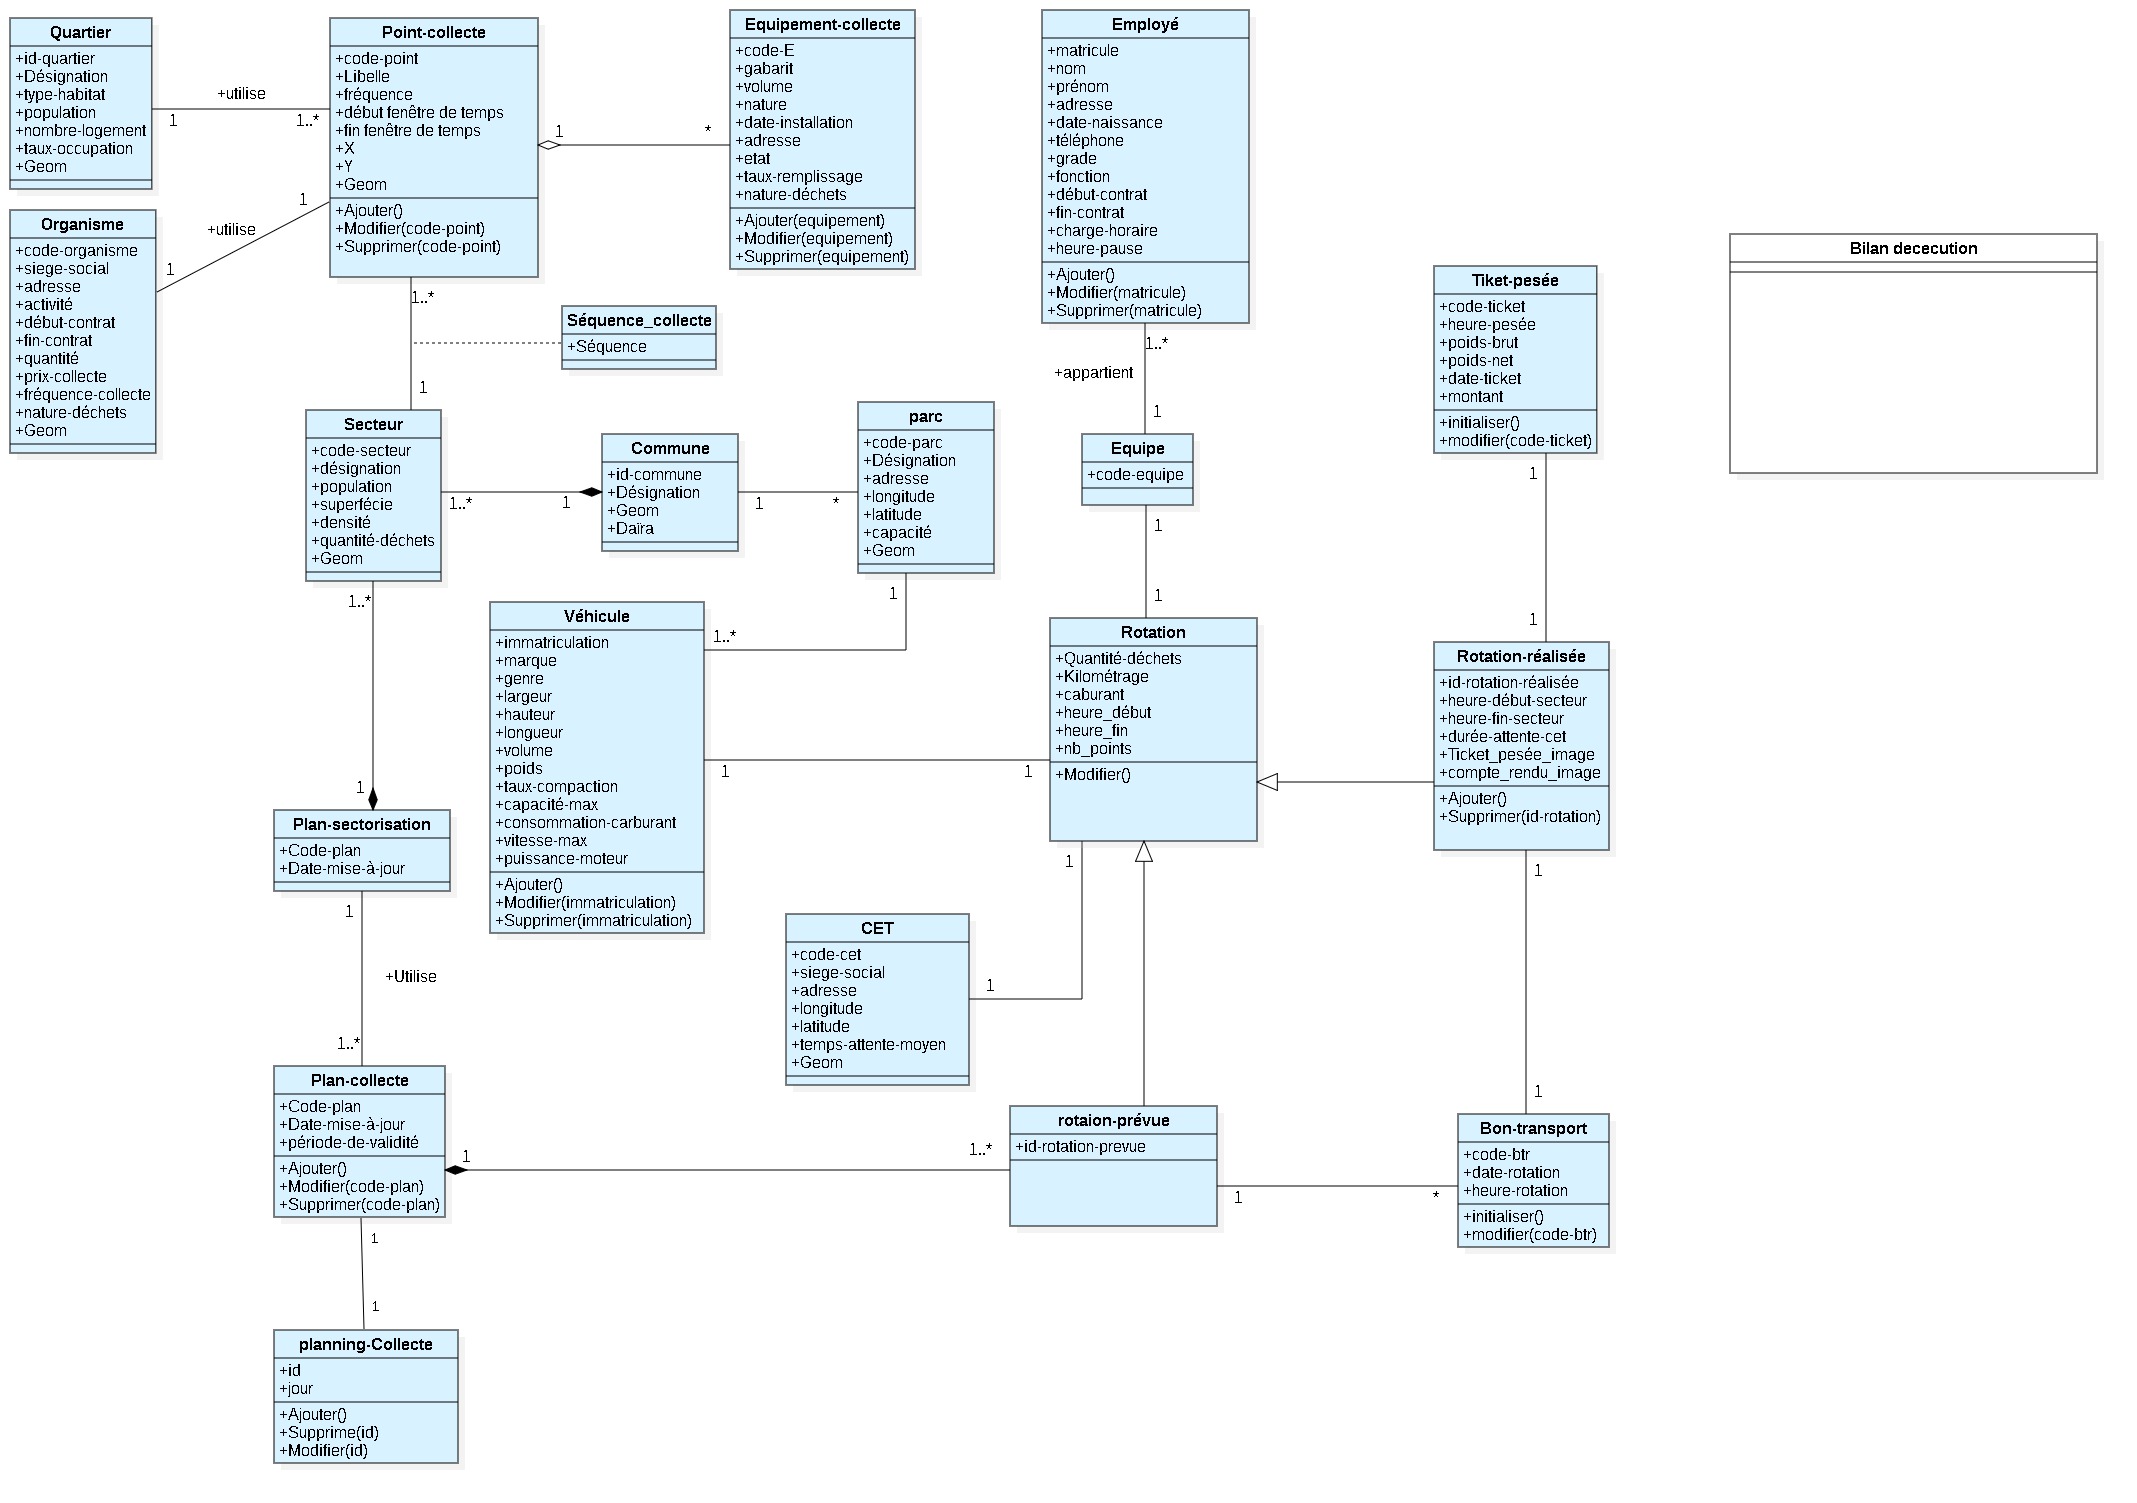 Quartier
+id-quartier
+Désignation
+type-habitat
+population
+nombre-logement
+taux-occupation
+Geom
+utilise
1
1..*
Point-collecte
+code-point
+Libelle
+fréquence
+début fenêtre de temps
+fin fenêtre de temps
+X
+Y
+Geom
+Ajouter()
+Modifier(code-point)
+Supprimer(code-point)
1
*
Equipement-collecte
+code-E
+gabarit
+volume
+nature
+date-installation
+adresse
+etat
+taux-remplissage
+nature-déchets
+Ajouter(equipement)
+Modifier(equipement)
+Supprimer(equipement)
Employé
+matricule
+nom
+prénom
+adresse
+date-naissance
+téléphone
+grade
+fonction
+début-contrat
+fin-contrat
+charge-horaire
+heure-pause
+Ajouter()
+Modifier(matricule)
+Supprimer(matricule)
Organisme
+code-organisme
+siege-social
+adresse
+activité
+début-contrat
+fin-contrat
+quantité
+prix-collecte
+fréquence-collecte
+nature-déchets
+Geom
+utilise
1
1
1..*
1
Séquence_collecte
+Séquence
1..*
+appartient
1
Tiket-pesée
+code-ticket
+heure-pesée
+poids-brut
+poids-net
+date-ticket
+montant
+initialiser()
+modifier(code-ticket)
Bilan dececution
Secteur
+code-secteur
+désignation
+population
+superfécie
+densité
+quantité-déchets
+Geom
1..*
1
Commune
+id-commune
+Désignation
+Geom
+Daïra
1
*
parc
+code-parc
+Désignation
+adresse
+longitude
+latitude
+capacité
+Geom
Equipe
+code-equipe
1
1
1
1
1
1..*
1..*
1
Véhicule
+immatriculation
+marque
+genre
+largeur
+hauteur
+longueur
+volume
+poids
+taux-compaction
+capacité-max
+consommation-carburant
+vitesse-max
+puissance-moteur
+Ajouter()
+Modifier(immatriculation)
+Supprimer(immatriculation)
1
1
Rotation
+Quantité-déchets
+Kilométrage
+caburant
+heure_début
+heure_fin
+nb_points
+Modifier()
Rotation-réalisée
+id-rotation-réalisée
+heure-début-secteur
+heure-fin-secteur
+durée-attente-cet
+Ticket_pesée_image
+compte_rendu_image
+Ajouter()
+Supprimer(id-rotation)
Plan-sectorisation
+Code-plan
+Date-mise-à-jour
1
+Utilise
1..*
CET
+code-cet
+siege-social
+adresse
+longitude
+latitude
+temps-attente-moyen
+Geom
1
1
1
1
Plan-collecte
+Code-plan
+Date-mise-à-jour
+période-de-validité
+Ajouter()
+Modifier(code-plan)
+Supprimer(code-plan)
1
1..*
rotaion-prévue
+id-rotation-prevue
1
*
Bon-transport
+code-btr
+date-rotation
+heure-rotation
+initialiser()
+modifier(code-btr)
1
1
planning-Collecte
+id
+jour
+Ajouter()
+Supprime(id)
+Modifier(id)